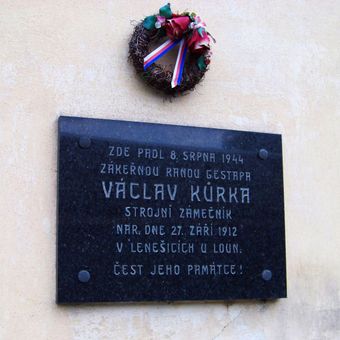 ZDE PADL 8. SRPNA 1944
ZÁKEŘNOU RANOU GESTAPA
VÁCLAV KŮRKA
STROJNÍ ZÁMEČNÍK
NAR. DNE 27. ZÁŘÍ 1912
V LENEŠICÍCH U LOUN.
ČEST JEHO PAMÁTCE!